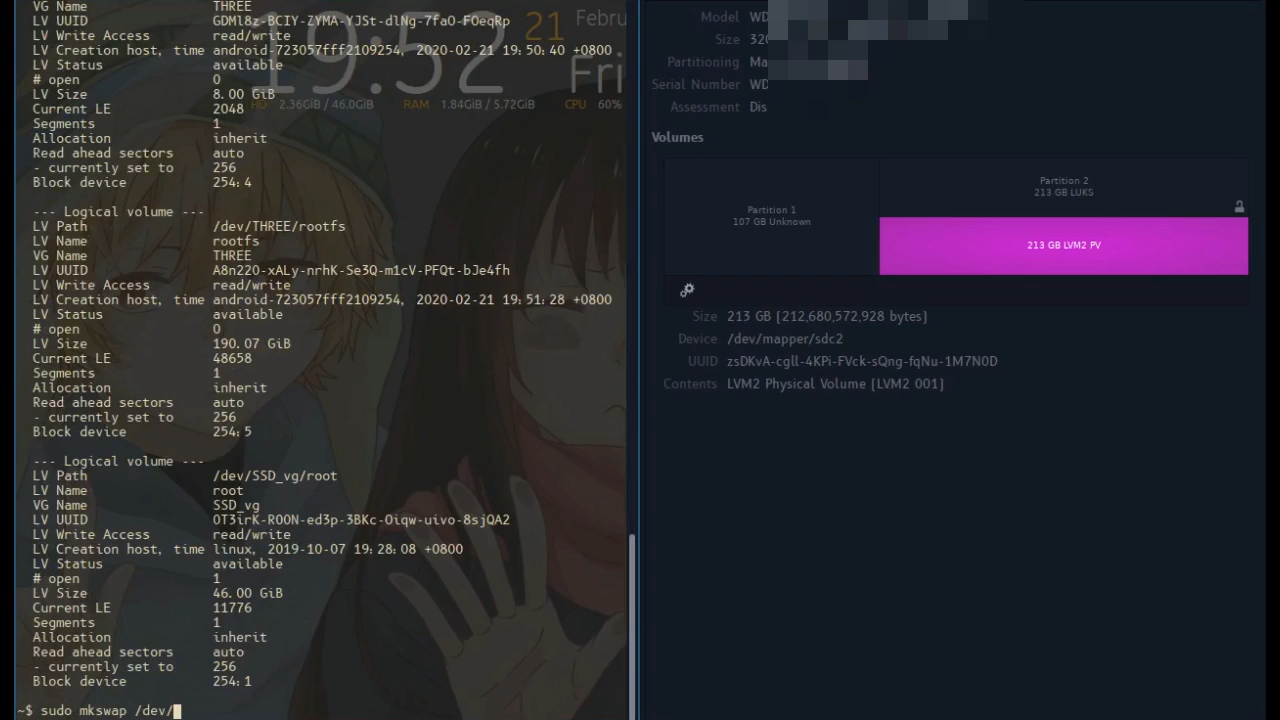 VG Name THREE
LV UUID GDMl8z-BCIY-ZYMA-YJSt-dlNg-7faO-FOeqRp
LV Write Access read/write
LV Creation host, time android-723057fff2109254, 2020-02-21 19:50:40 +0800
LV Status available
# open 0
LV Size 8.00 GiB
Current LE 2048
Segments 1
Allocation inherit
Read ahead sectors auto
- currently set to 256
Block device 254:4
--- Logical volume ---
LV Path /dev/THREE/rootfs
LV Name rootfs
VG Name THREE
LV UUID A8n22O-xALy-nrhK-Se3Q-m1cV-PFQt-bJe4fh
LV Write Access read/write
LV Creation host, time android-723057fff2109254, 2020-02-21 19:51:28 +0800
LV Status available
# open 0
LV Size 190.07 GiB
Current LE 48658
Segments 1
Allocation inherit
Read ahead sectors auto
- currently set to 256
Block device 254:5
--- Logical volume ---
LV Path /dev/SSD_vg/root
LV Name root
VG Name SSD_vg
LV UUID OT3irK-ROON-ed3p-3BKc-Oiqw-uivo-8sjQA2
LV Write Access read/write
LV Creation host, time linux, 2019-10-07 19:28:08 +0800
LV Status available
# open 1
LV Size 46.00 GiB
Current LE 11776
Segments 1
Allocation inherit
Read ahead sectors auto
- currently set to 256
Block device 254:1
~$ sudo mkswap /dev/
19:52
21 Febru
Fri
HD 2.36GiB / 46.0GiB RAM 1.84GiB / 5.72GiB CPU 60%
Model WD
Size 320
Partitioning Ma
Serial Number WD
Assessment Dis
Volumes
Partition 1
107 GB Unknown
Partition 2
213 GB LUKS
213 GB LVM2 PV
Size 213 GB (212,680,572,928 bytes)
Device /dev/mapper/sdc2
UUID zsDKvA-cgll-4KPi-FVck-sQng-fqNu-1M7N0D
Contents LVM2 Physical Volume (LVM2 001)